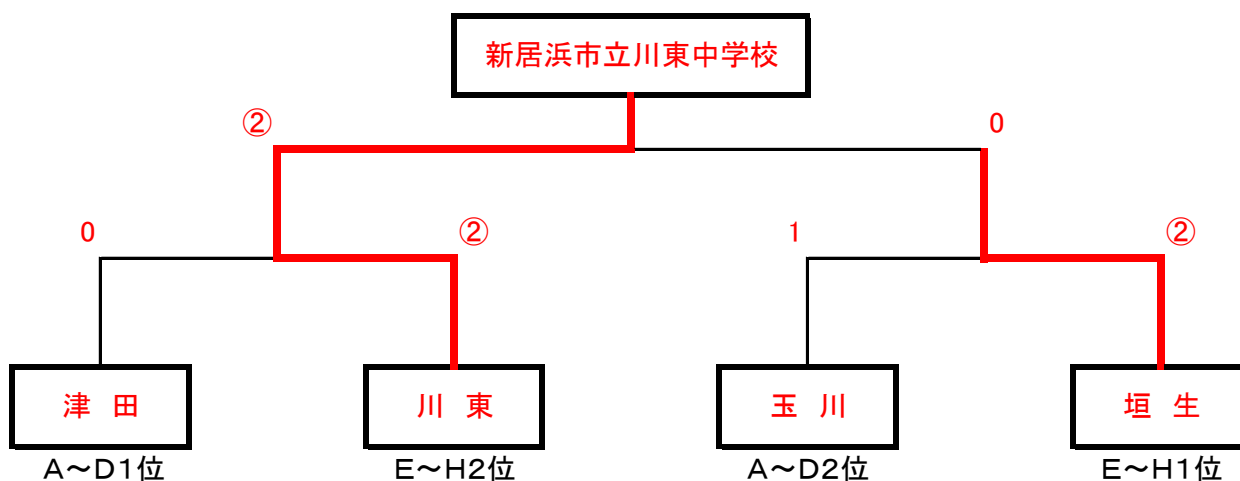 新居浜市立川東中学校
② 0
0 ② 1 ②
津 田 川 東 玉 川 垣 生
A～D1位 E～H2位 A～D2位 E～H1位